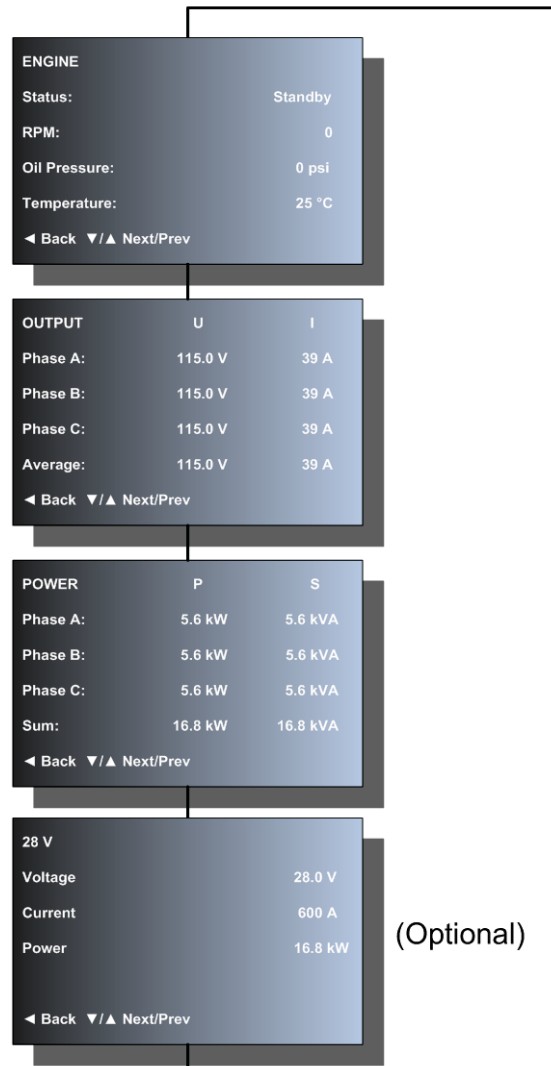 ENGINE
Status: Standby
RPM: 0
Oil Pressure: 0 psi
Temperature: 25 °C
◄ Back ▼/▲ Next/Prev
OUTPUT U I
Phase A: 115.0 V 39 A
Phase B: 115.0 V 39 A
Phase C: 115.0 V 39 A
Average: 115.0 V 39 A
◄ Back ▼/▲ Next/Prev
POWER P S
Phase A: 5.6 kW 5.6 kVA
Phase B: 5.6 kW 5.6 kVA
Phase C: 5.6 kW 5.6 kVA
Sum: 16.8 kW 16.8 kVA
◄ Back ▼/▲ Next/Prev
28 V
Voltage 28.0 V
Current 600 A
Power 16.8 kW
(Optional)
◄ Back ▼/▲ Next/Prev